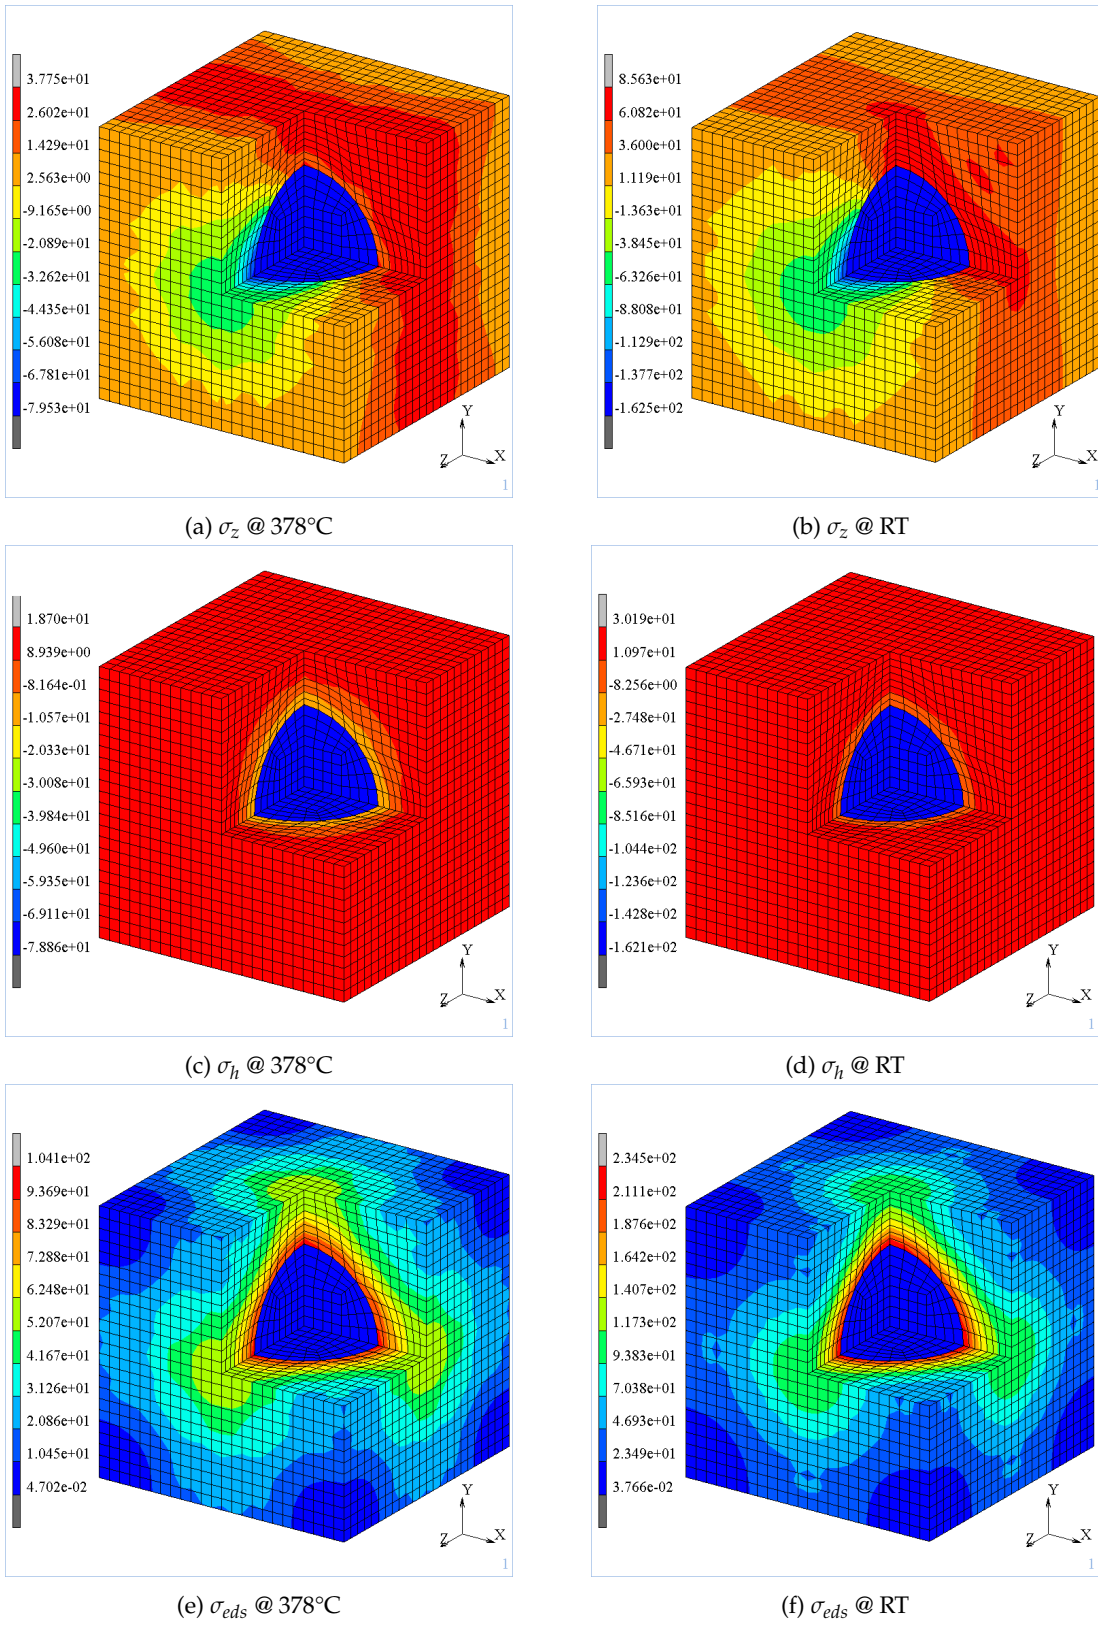 3.775e+01
2.602e+01
1.429e+01
2.563e+00
-9.165e+00
-2.089e+01
-3.262e+01
-4.435e+01
-5.608e+01
-6.781e+01
-7.953e+01
Y
Z
X
1
(a) σz @ 378°C
8.563e+01
6.082e+01
3.600e+01
1.119e+01
-1.363e+01
-3.845e+01
-6.326e+01
-8.808e+01
-1.129e+02
-1.377e+02
-1.625e+02
Y
Z
X
1
(b) σz @ RT
1.870e+01
8.939e+00
-8.164e-01
-1.057e+01
-2.033e+01
-3.008e+01
-3.984e+01
-4.960e+01
-5.935e+01
-6.911e+01
-7.886e+01
Y
Z
X
1
(c) σh @ 378°C
3.019e+01
1.097e+01
-8.256e+00
-2.748e+01
-4.671e+01
-6.593e+01
-8.516e+01
-1.044e+02
-1.236e+02
-1.428e+02
-1.621e+02
Y
Z
X
1
(d) σh @ RT
1.041e+02
9.369e+01
8.329e+01
7.288e+01
6.248e+01
5.207e+01
4.167e+01
3.126e+01
2.086e+01
1.045e+01
4.702e-02
Y
Z
X
1
(e) σeds @ 378°C
2.345e+02
2.111e+02
1.876e+02
1.642e+02
1.407e+02
1.173e+02
9.383e+01
7.038e+01
4.693e+01
2.349e+01
3.766e-02
Y
Z
X
1
(f) σeds @ RT